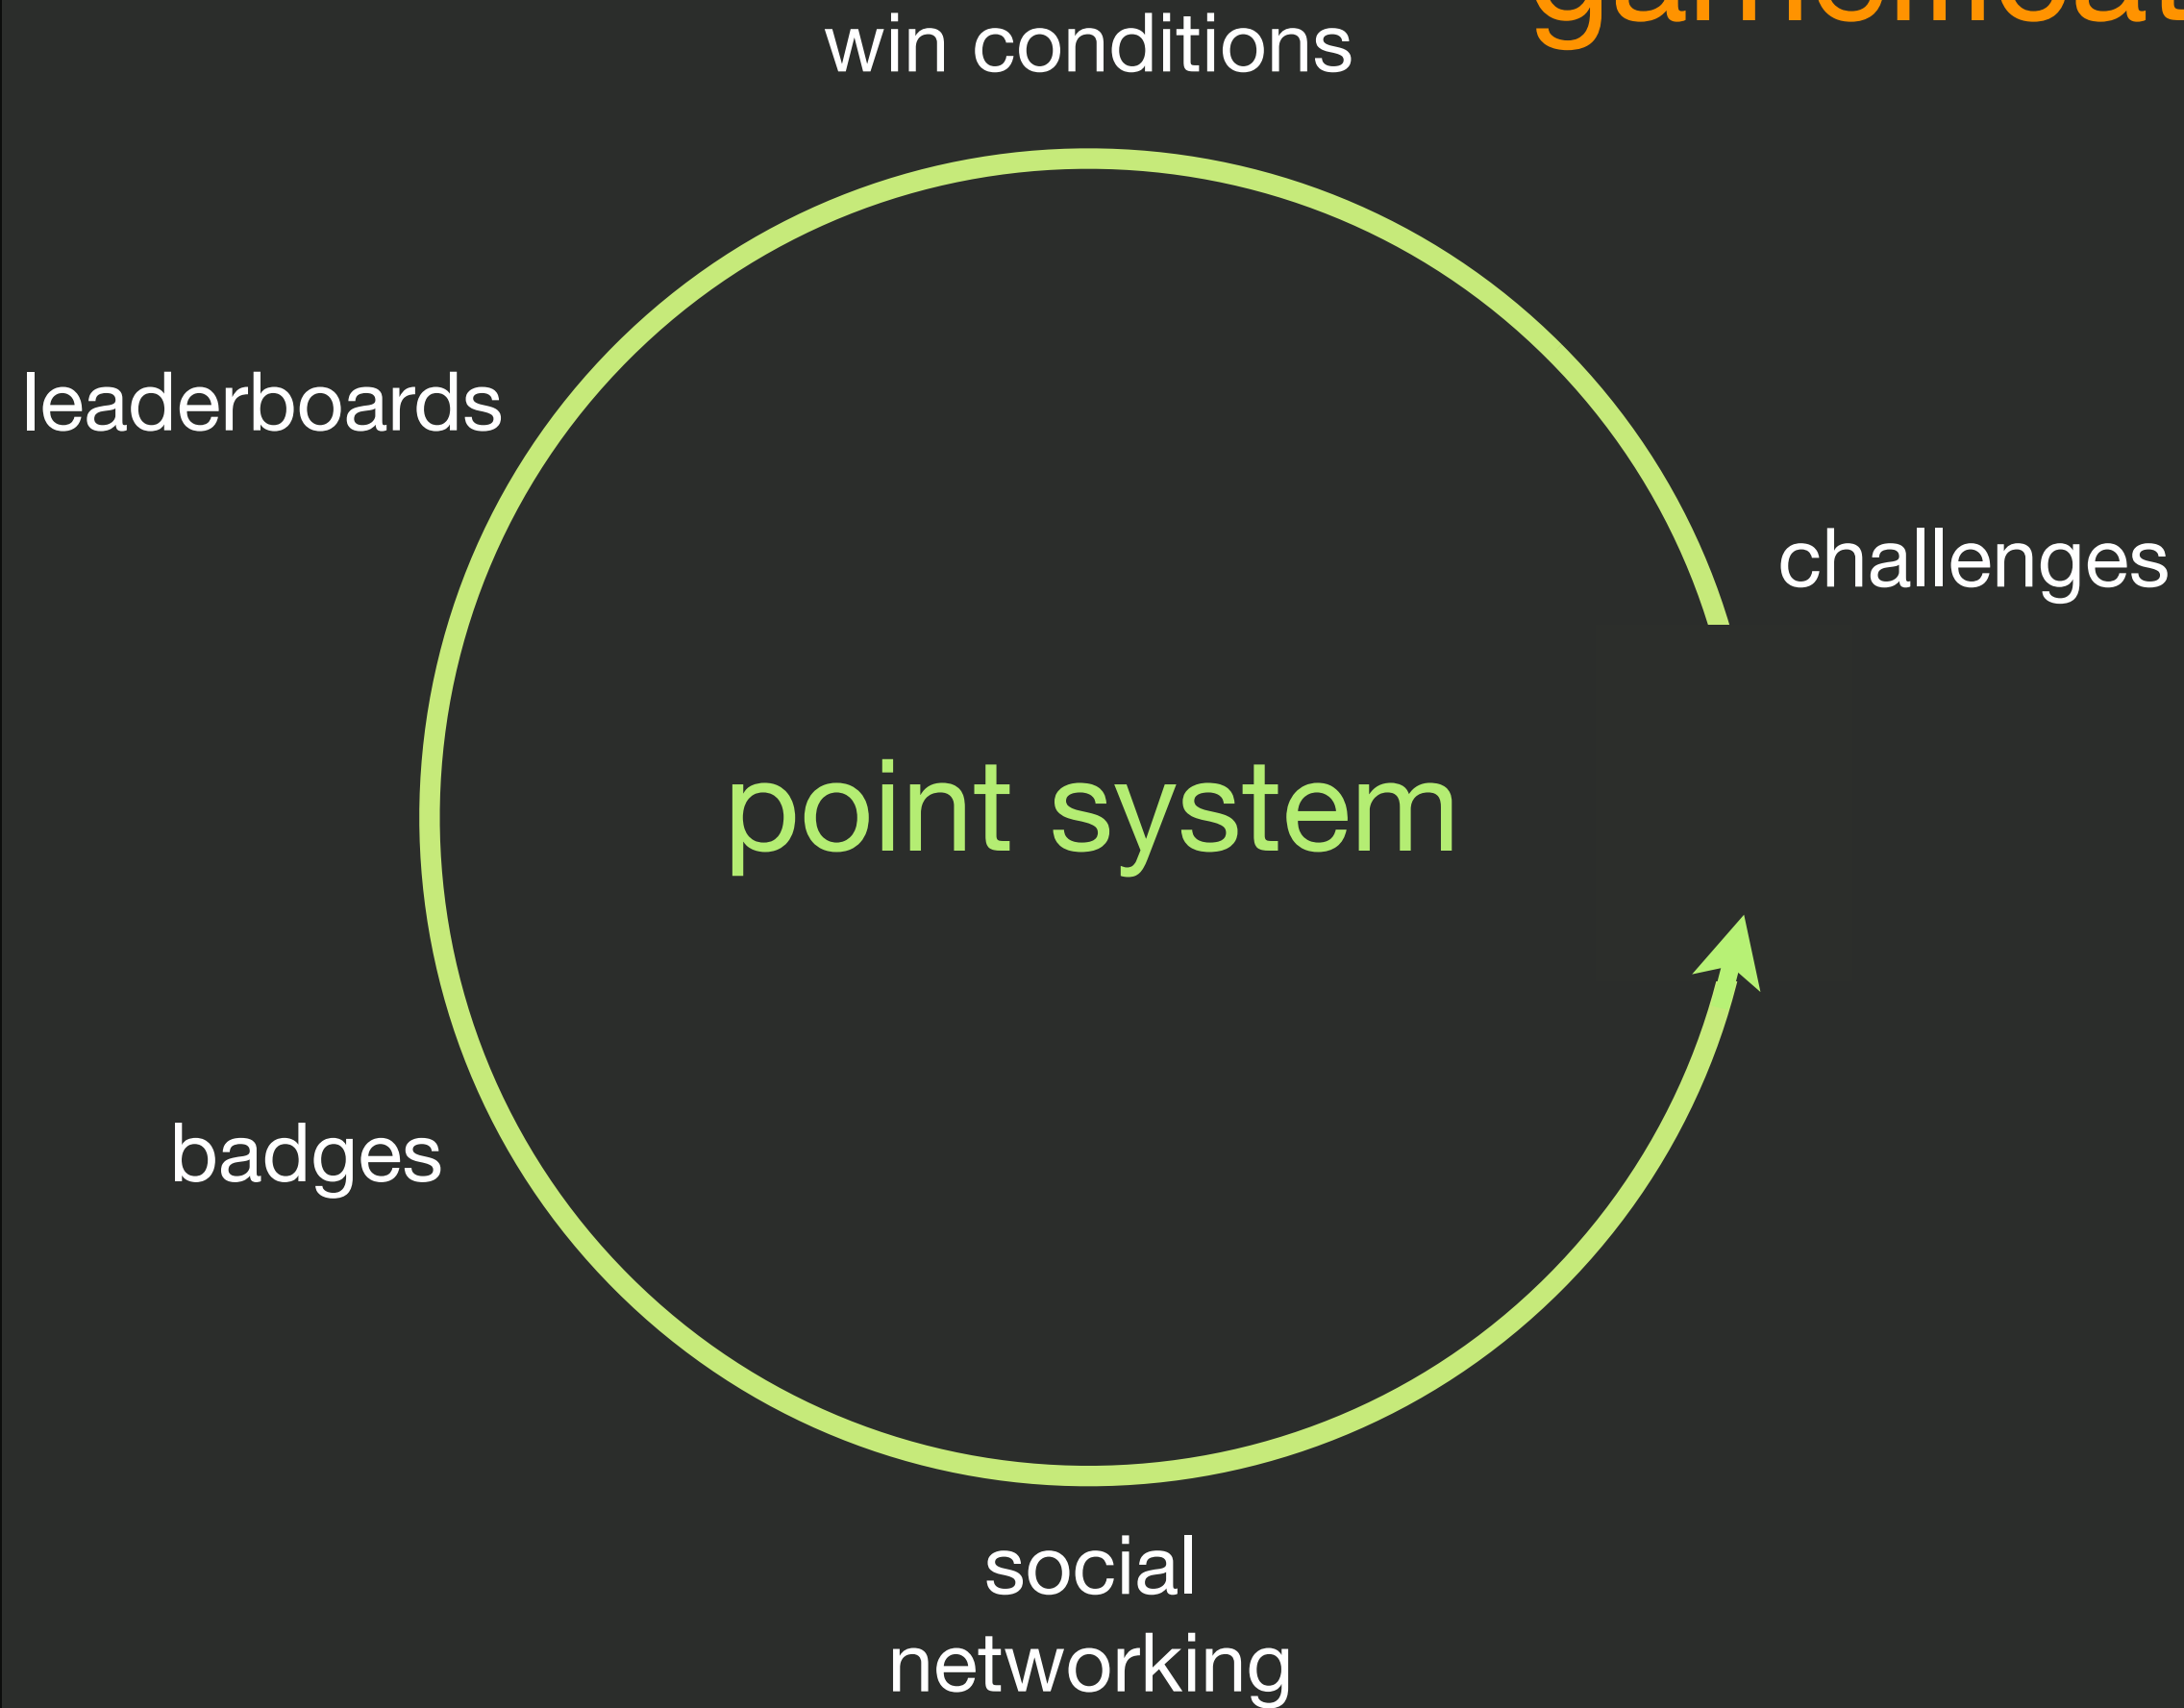 win conditions
leaderboards
challenges
point system
badges
social
networking